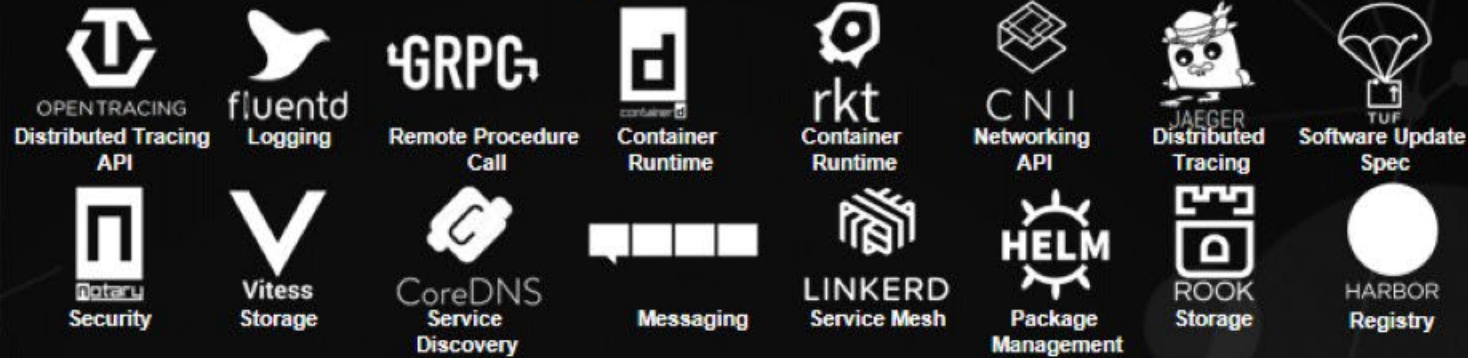 OPENTRACING
Distributed Tracing
API
fluentd
Logging
GRPC
Remote Procedure
Call
d
containerd
Container
Runtime
rkt
Container
Runtime
CNI
Networking
API
JAEGER
Distributed
Tracing
TUF
Software Update
Spec
n
notary
Security
Vitess
Storage
C
CoreDNS
Service
Discovery
Messaging
LINKERD
Service Mesh
HELM
Package
Management
ROOK
Storage
HARBOR
Registry